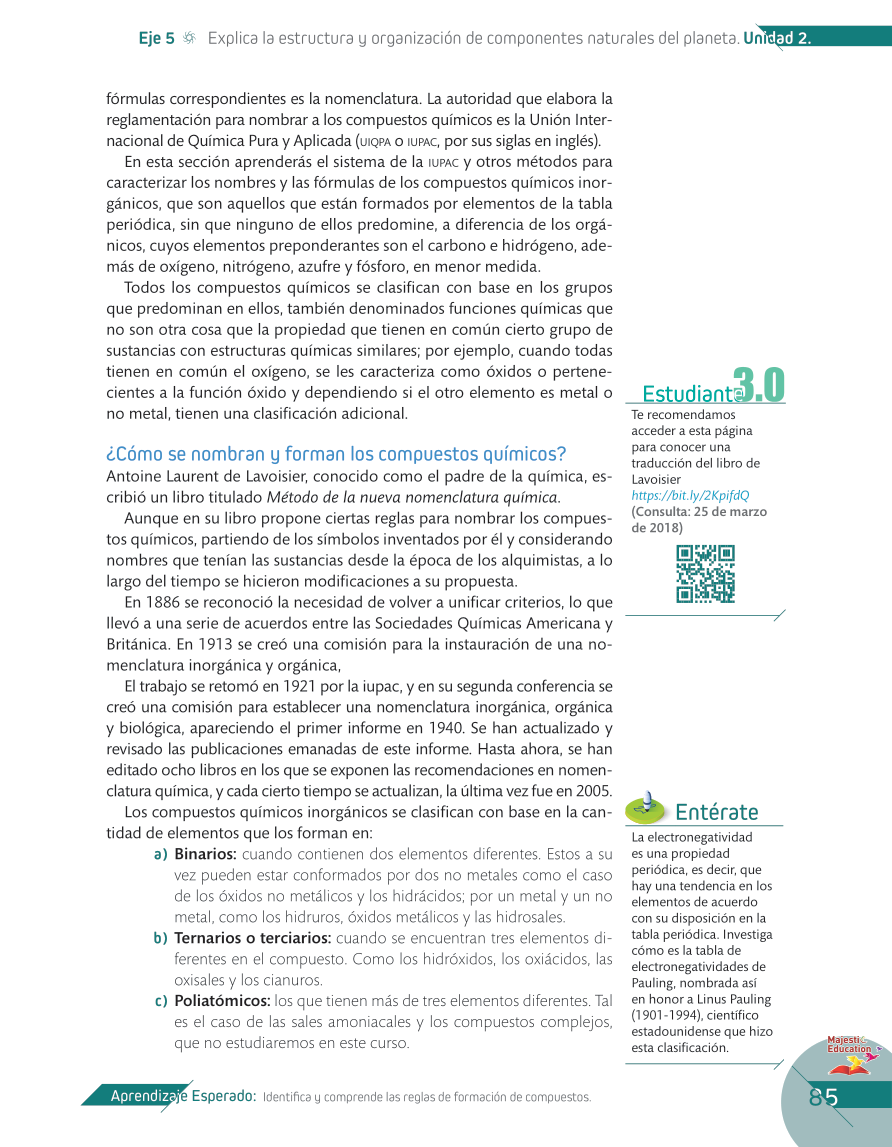 Eje 5 Explica la estructura y organización de componentes naturales del planeta. Unidad 2.
fórmulas correspondientes es la nomenclatura. La autoridad que elabora la
reglamentación para nombrar a los compuestos químicos es la Unión Inter-
nacional de Química Pura y Aplicada (UIQPA o IUPAC, por sus siglas en inglés).
En esta sección aprenderás el sistema de la IUPAC y otros métodos para
caracterizar los nombres y las fórmulas de los compuestos químicos inor-
gánicos, que son aquellos que están formados por elementos de la tabla
periódica, sin que ninguno de ellos predomine, a diferencia de los orgá-
nicos, cuyos elementos preponderantes son el carbono e hidrógeno, ade-
más de oxígeno, nitrógeno, azufre y fósforo, en menor medida.
Todos los compuestos químicos se clasifican con base en los grupos
que predominan en ellos, también denominados funciones químicas que
no son otra cosa que la propiedad que tienen en común cierto grupo de
sustancias con estructuras químicas similares; por ejemplo, cuando todas
tienen en común el oxígeno, se les caracteriza como óxidos o pertene-
cientes a la función óxido y dependiendo si el otro elemento es metal o
no metal, tienen una clasificación adicional.
¿Cómo se nombran y forman los compuestos químicos?
Antoine Laurent de Lavoisier, conocido como el padre de la química, es-
cribió un libro titulado Método de la nueva nomenclatura química.
Aunque en su libro propone ciertas reglas para nombrar los compues-
tos químicos, partiendo de los símbolos inventados por él y considerando
nombres que tenían las sustancias desde la época de los alquimistas, a lo
largo del tiempo se hicieron modificaciones a su propuesta.
En 1886 se reconoció la necesidad de volver a unificar criterios, lo que
llevó a una serie de acuerdos entre las Sociedades Químicas Americana y
Británica. En 1913 se creó una comisión para la instauración de una no-
menclatura inorgánica y orgánica,
El trabajo se retomó en 1921 por la iupac, y en su segunda conferencia se
creó una comisión para establecer una nomenclatura inorgánica, orgánica
y biológica, apareciendo el primer informe en 1940. Se han actualizado y
revisado las publicaciones emanadas de este informe. Hasta ahora, se han
editado ocho libros en los que se exponen las recomendaciones en nomen-
clatura química, y cada cierto tiempo se actualizan, la última vez fue en 2005.
Los compuestos químicos inorgánicos se clasifican con base en la can-
tidad de elementos que los forman en:
a) Binarios: cuando contienen dos elementos diferentes. Estos a su
vez pueden estar conformados por dos no metales como el caso
de los óxidos no metálicos y los hidrácidos; por un metal y un no
metal, como los hidruros, óxidos metálicos y las hidrosales.
b) Ternarios o terciarios: cuando se encuentran tres elementos di-
ferentes en el compuesto. Como los hidróxidos, los oxiácidos, las
oxisales y los cianuros.
c) Poliatómicos: los que tienen más de tres elementos diferentes. Tal
es el caso de las sales amoniacales y los compuestos complejos,
que no estudiaremos en este curso.
Estudiante 3.0
Te recomendamos
acceder a esta página
para conocer una
traducción del libro de
Lavoisier
https://bit.ly/2KpifdQ
(Consulta: 25 de marzo
de 2018)
Entérate
La electronegatividad
es una propiedad
periódica, es decir, que
hay una tendencia en los
elementos de acuerdo
con su disposición en la
tabla periódica. Investiga
cómo es la tabla de
electronegatividades de
Pauling, nombrada así
en honor a Linus Pauling
(1901-1994), científico
estadounidense que hizo
esta clasificación.
Majestic
Education
Aprendizaje Esperado: Identifica y comprende las reglas de formación de compuestos.
85